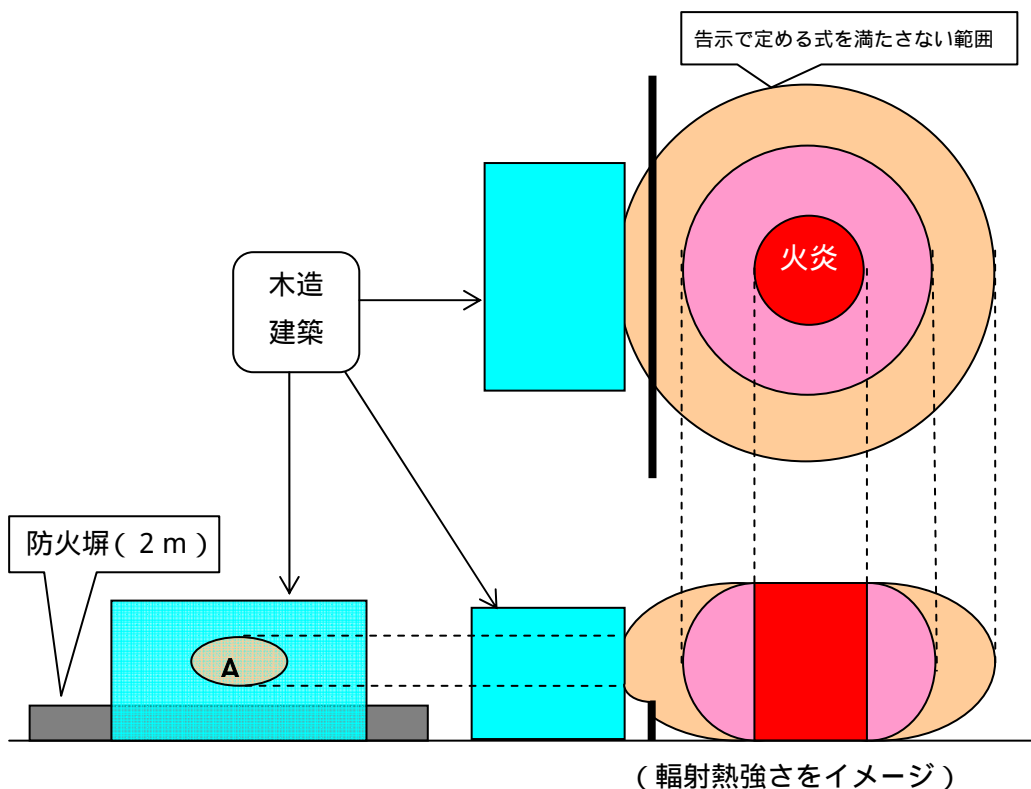 告示で定める式を満たさない範囲
火炎
木造
建築
防火塀(2m)
A
(輻射熱強さをイメージ)